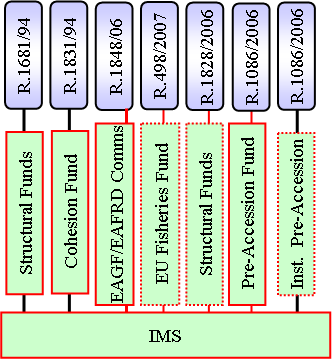 R.1681/94
R.1831/94
R.1848/06
R.498/2007
R.1828/2006
R.1086/2006
R.1086/2006
Structural Funds
Cohesion Fund
EAGF/EAFRD Comms
EU Fisheries Fund
Structural Funds
Pre-Accession Fund
Inst. Pre-Accession
IMS